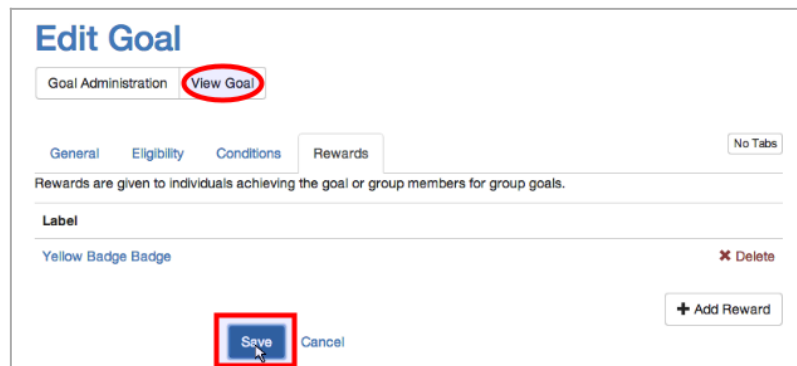 Edit Goal
Goal Administration View Goal
General Eligibility Conditions Rewards No Tabs
Rewards are given to individuals achieving the goal or group members for group goals.
Label
Yellow Badge Badge ✖ Delete
+ Add Reward
Save Cancel